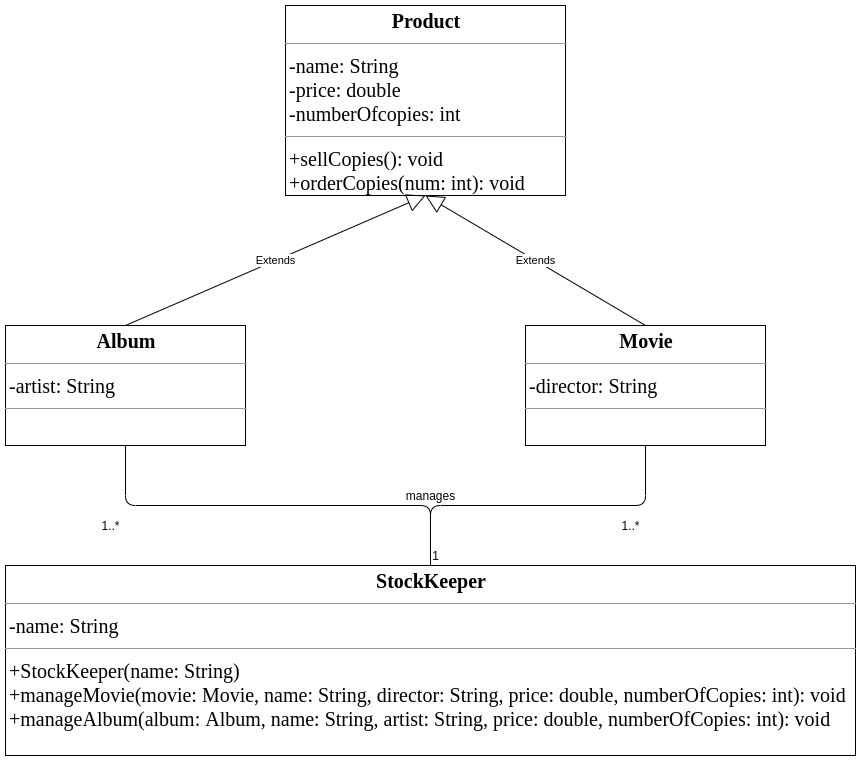 Product
-name: String
-price: double
-numberOfcopies: int
+sellCopies(): void
+orderCopies(num: int): void
Extends
Extends
Album
-artist: String
Movie
-director: String
manages
1..*
1..*
1
StockKeeper
-name: String
+StockKeeper(name: String)
+manageMovie(movie: Movie, name: String, director: String, price: double, numberOfCopies: int): void
+manageAlbum(album: Album, name: String, artist: String, price: double, numberOfCopies: int): void